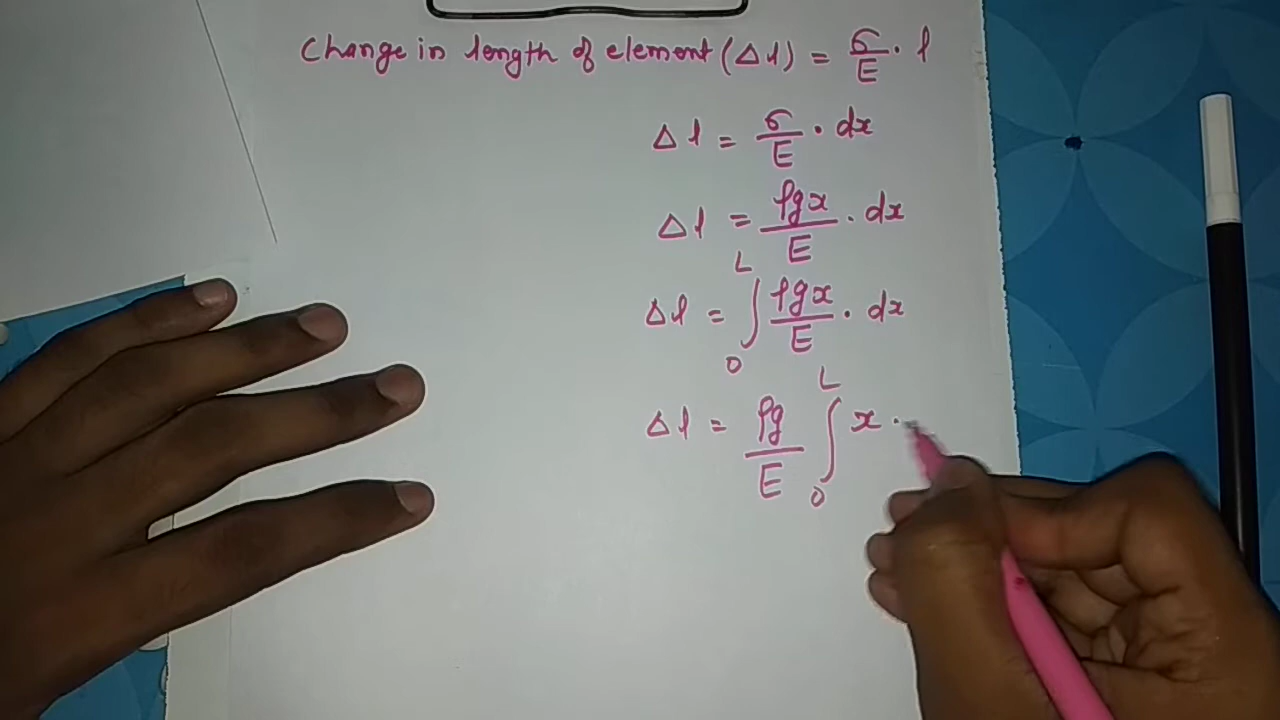 Change in length of element (Δl) = σ/E · l
Δl = σ/E · dx
Δl = ρgx/E · dx
Δl = ∫₀ᴸ ρgx/E · dx
Δl = ρg/E ∫₀ᴸ x ·